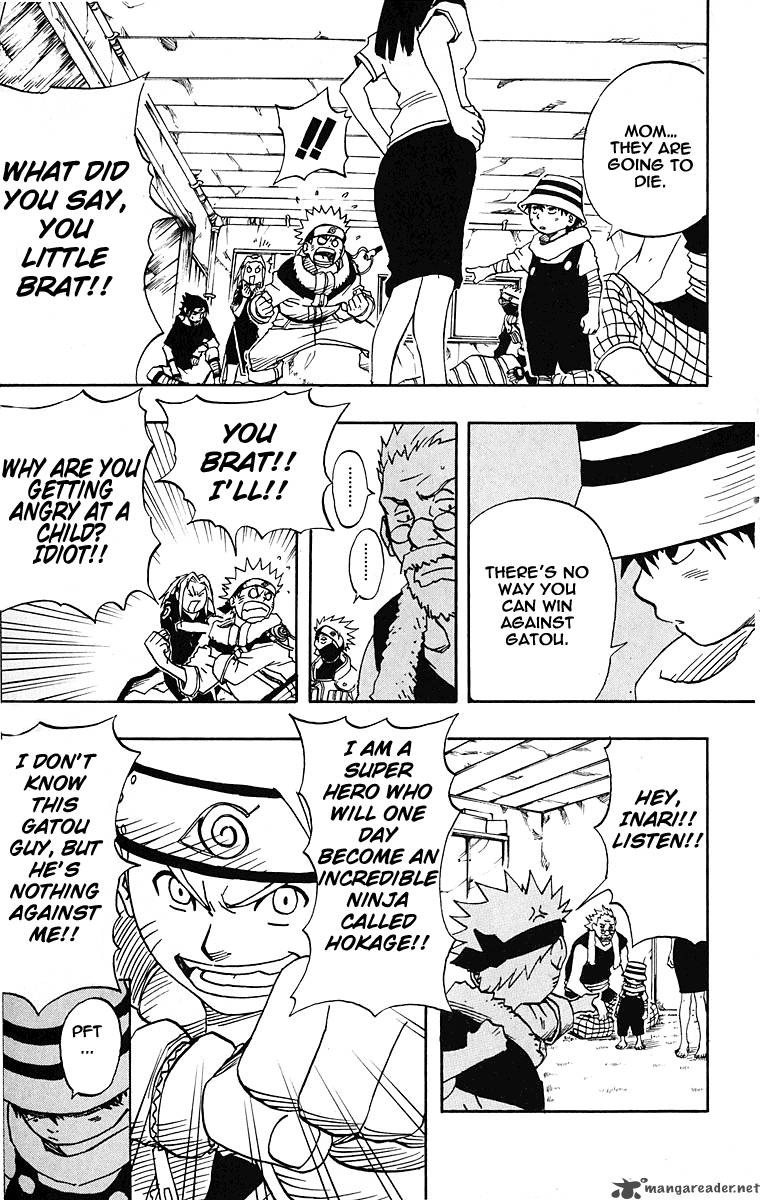 MOM...
THEY ARE
GOING TO
DIE.
!!
WHAT DID
YOU SAY,
YOU
LITTLE
BRAT!!
THERE'S NO
WAY YOU
CAN WIN
AGAINST
GATOU.
.........
.........
YOU
BRAT!!
I'LL!!
WHY ARE YOU
GETTING
ANGRY AT A
CHILD?
IDIOT!!
HEY,
INARI!!
LISTEN!!
I AM A
SUPER
HERO WHO
WILL ONE
DAY
BECOME AN
INCREDIBLE
NINJA
CALLED
HOKAGE!!
I DON'T
KNOW
THIS
GATOU
GUY, BUT
HE'S
NOTHING
AGAINST
ME!!
PFT
...
mangareader.net